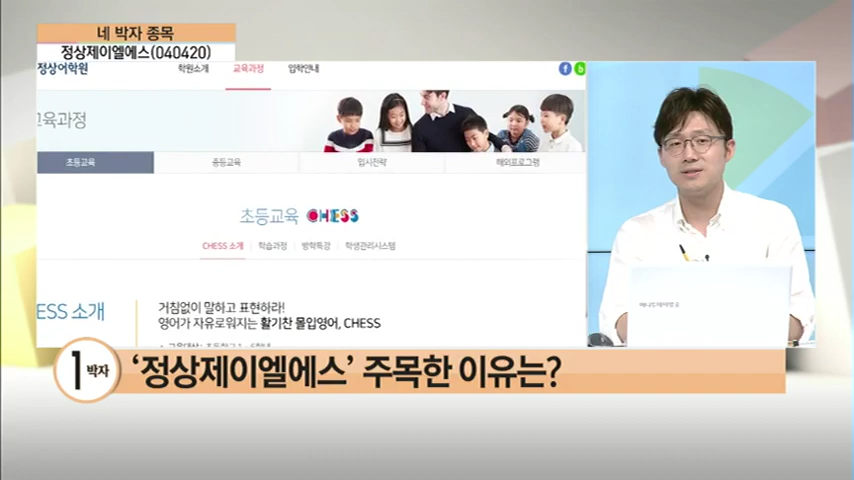 네 박자 종목
정상제이엘에스(040420)
정상어학원
학원소개 교육과정 입학안내
f b
교육과정
초등교육 중등교육 입시전략 해외프로그램
초등교육 CHESS
CHESS 소개 학습과정 방학특강 학생관리시스템
ESS 소개
거침없이 말하고 표현하라!
영어가 자유로워지는 활기찬 몰입영어, CHESS
1 박자
‘정상제이엘에스’ 주목한 이유는?